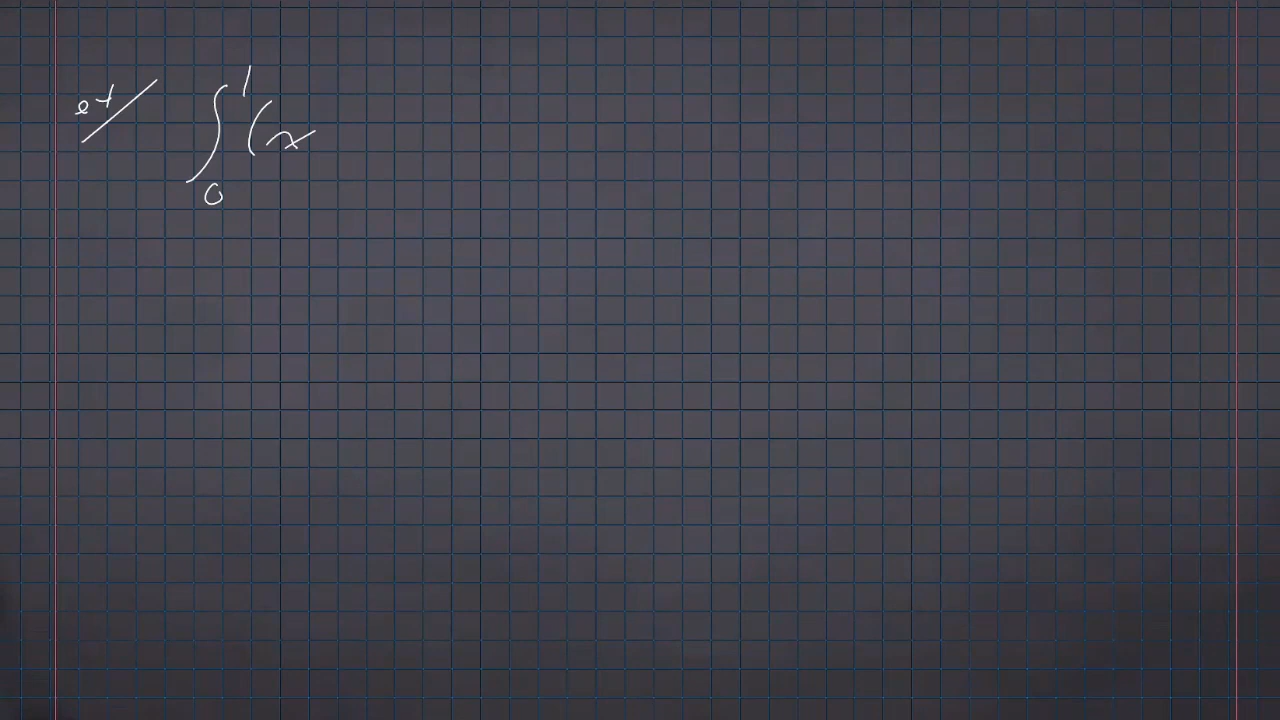 ex/ ∫₀¹ (x